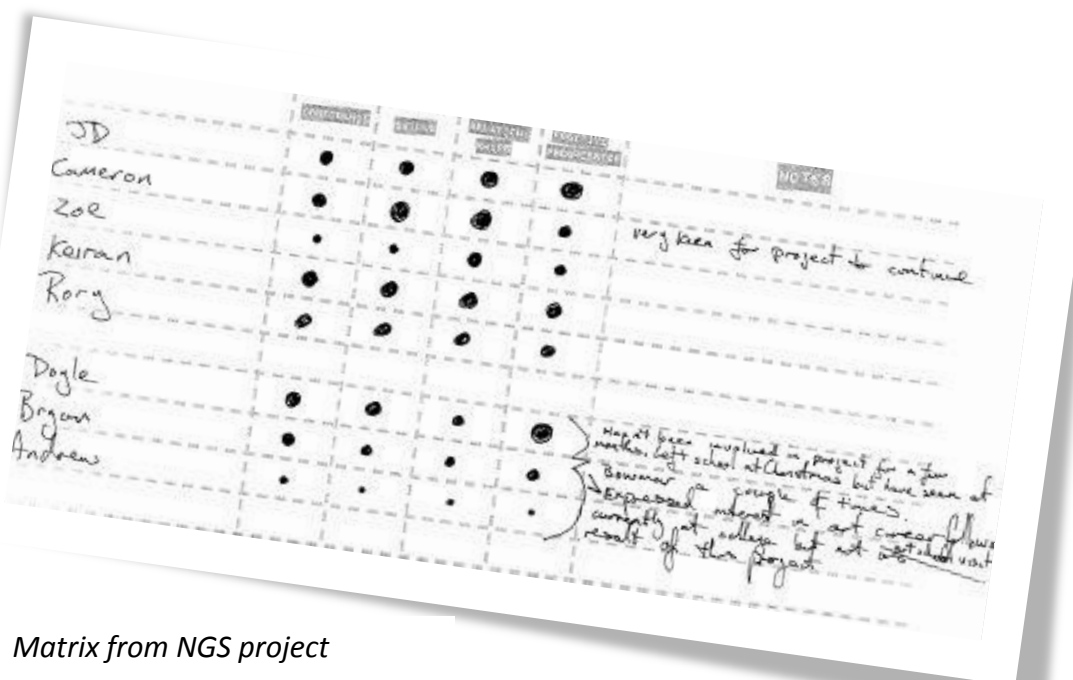 NOTES
JD
Cameron
very keen for project to continue
Zoe
Keiran
Rory
Doyle
Bryan
Andrew
Hasn't been involved in project for a few
months. Left school at Christmas but have seen at
Bowmar a couple of times.
Expressed interest in art career
currently at college but not
result of this project
Matrix from NGS project